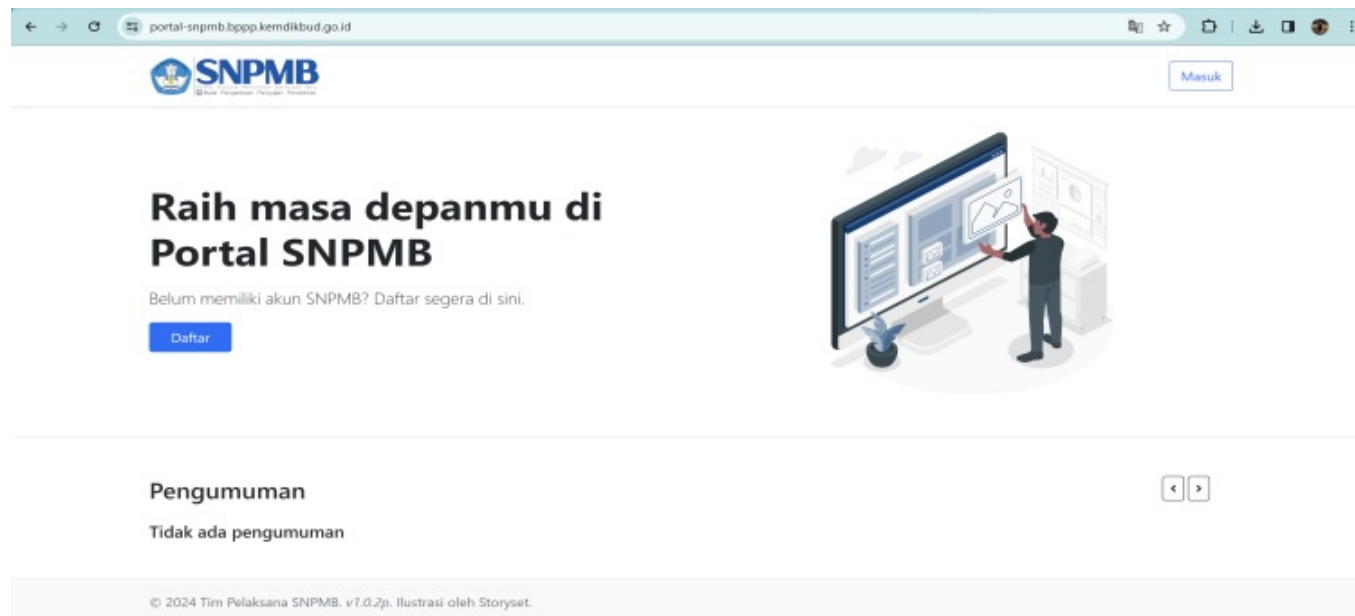 portal-snpmb.bppp.kemdikbud.go.id
SNPMB
Masuk
Raih masa depanmu di
Portal SNPMB
Belum memiliki akun SNPMB? Daftar segera di sini.
Daftar
Pengumuman
Tidak ada pengumuman
© 2024 Tim Pelaksana SNPMB. v1.0.2p. Ilustrasi oleh Storyset.